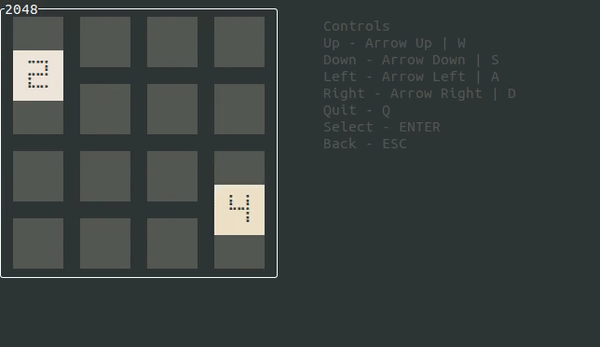 2048
Controls
Up - Arrow Up | W
Down - Arrow Down | S
Left - Arrow Left | A
Right - Arrow Right | D
Quit - Q
Select - ENTER
Back - ESC
2
4